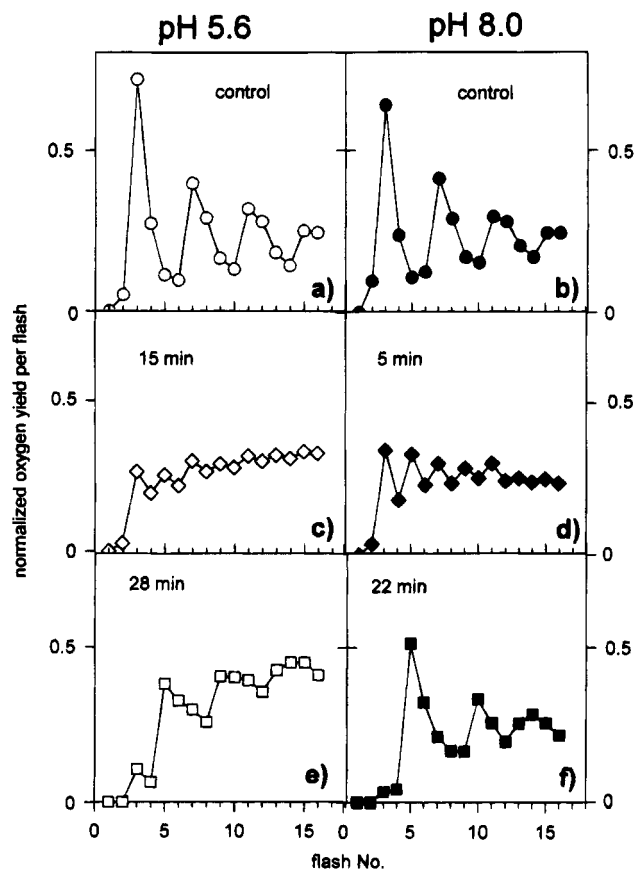 pH 5.6
pH 8.0
control
control
0.5
0.5
a)
b)
0
0
15 min
5 min
0.5
0.5
c)
d)
0
0
28 min
22 min
0.5
0.5
e)
f)
0
0
0 5 10 15
0 5 10 15
flash No.
flash No.
normalized oxygen yield per flash